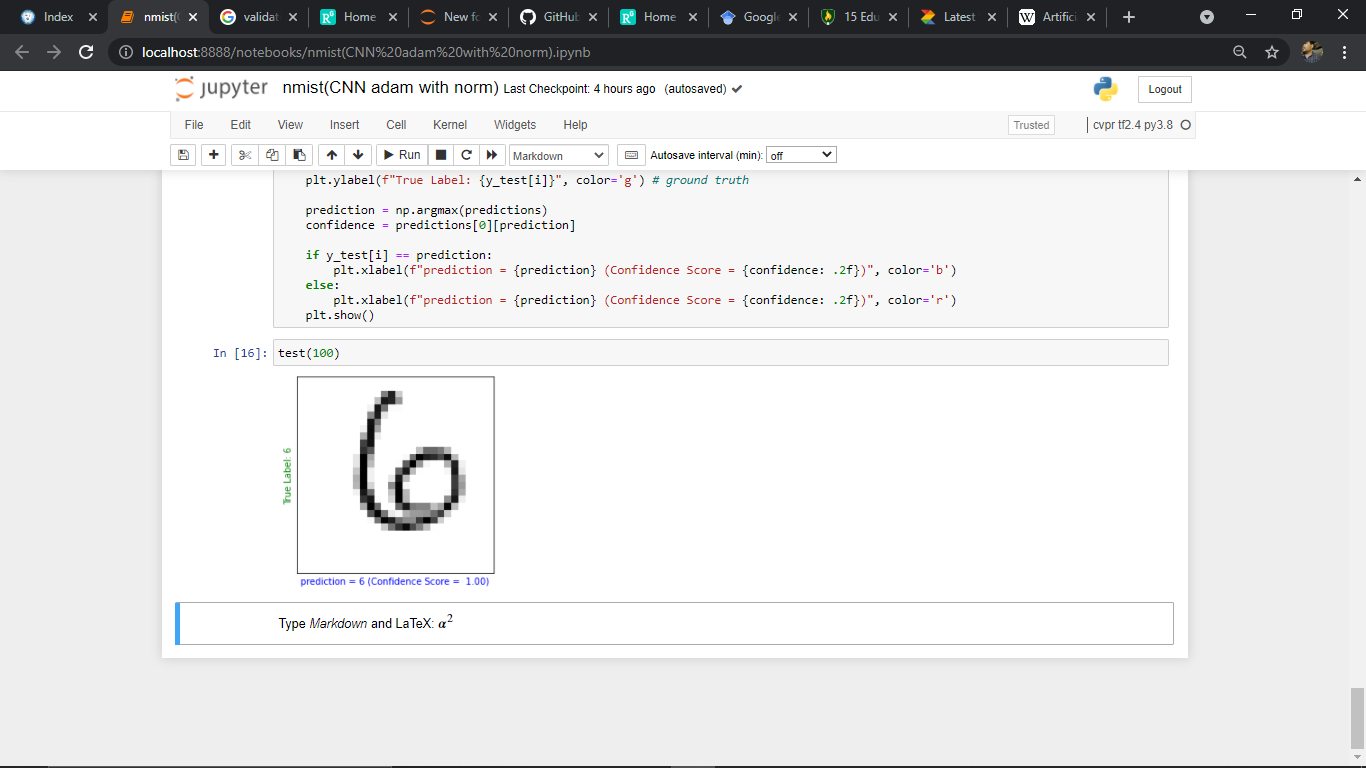 Index
nmist(
validat
Home
New fo
GitHub
Home
Google
15 Edu
Latest
Artifici
localhost:8888/notebooks/nmist(CNN%20adam%20with%20norm).ipynb
jupyter nmist(CNN adam with norm) Last Checkpoint: 4 hours ago (autosaved)
Logout
File Edit View Insert Cell Kernel Widgets Help
Trusted
cvpr tf2.4 py3.8
Run
Markdown
Autosave interval (min): off
plt.ylabel(f"True Label: {y_test[i]}", color='g') # ground truth
prediction = np.argmax(predictions)
confidence = predictions[0][prediction]
if y_test[i] == prediction:
plt.xlabel(f"prediction = {prediction} (Confidence Score = {confidence: .2f})", color='b')
else:
plt.xlabel(f"prediction = {prediction} (Confidence Score = {confidence: .2f})", color='r')
plt.show()
In [16]: test(100)
6
True Label: 6
prediction = 6 (Confidence Score = 1.00)
Type Markdown and LaTeX: α²